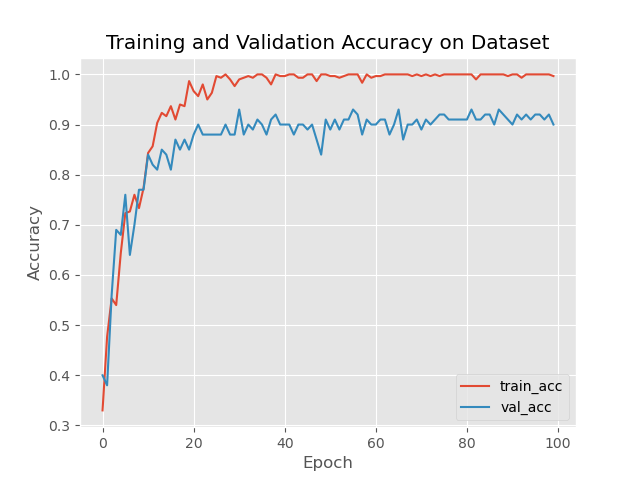 Training and Validation Accuracy on Dataset
1.0
0.9
0.8
0.7
0.6
0.5
0.4
0.3
Accuracy
0 20 40 60 80 100
Epoch
train_acc
val_acc